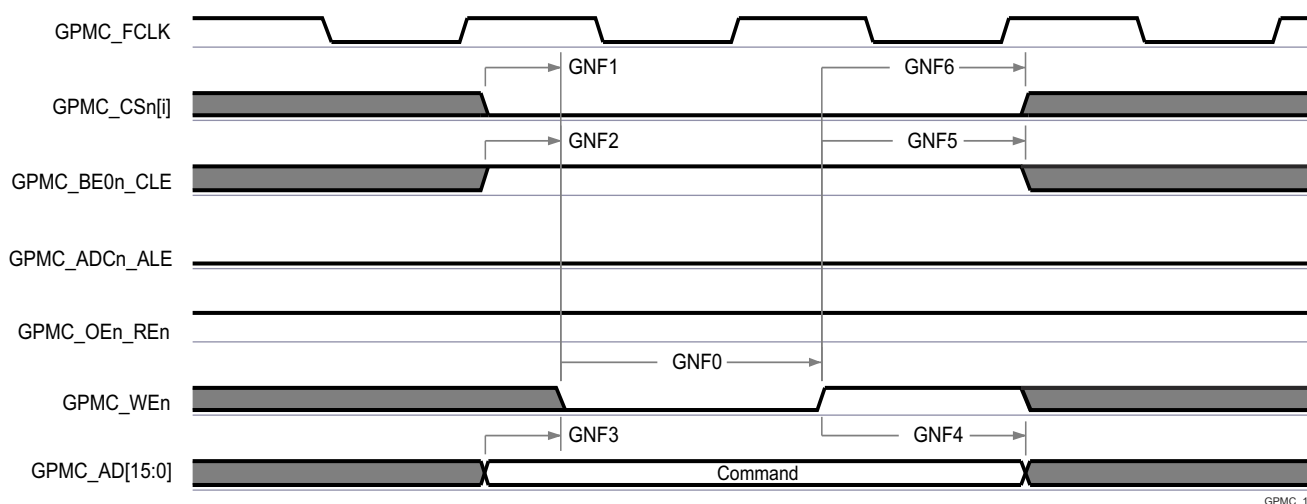 GPMC_FCLK
GNF1
GNF6
GPMC_CSn[i]
GNF2
GNF5
GPMC_BE0n_CLE
GPMC_ADCn_ALE
GPMC_OEn_REn
GNF0
GPMC_WEn
GNF3
GNF4
GPMC_AD[15:0]
Command